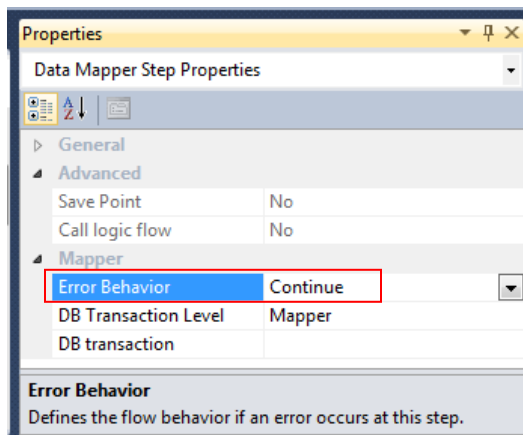 Properties
Data Mapper Step Properties
General
Advanced
Save Point No
Call logic flow No
Mapper
Error Behavior Continue
DB Transaction Level Mapper
DB transaction
Error Behavior
Defines the flow behavior if an error occurs at this step.